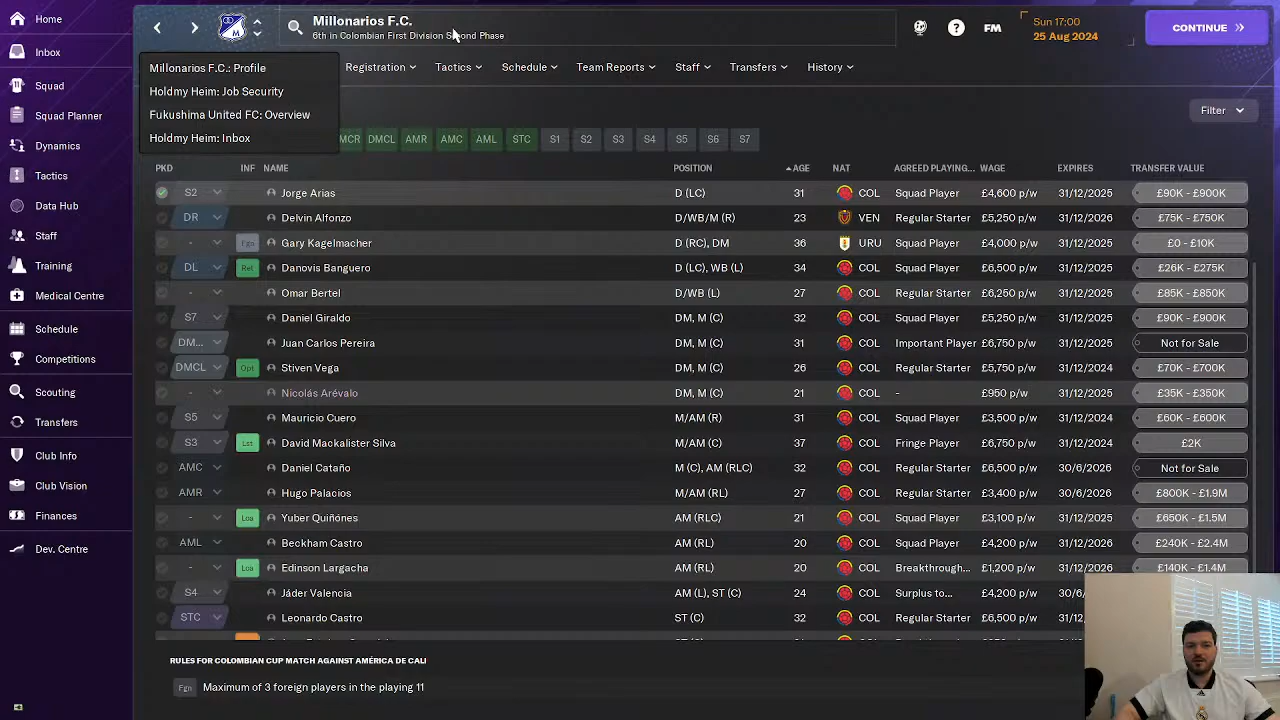 Home
Inbox
Squad
Squad Planner
Dynamics
Tactics
Data Hub
Staff
Training
Medical Centre
Schedule
Competitions
Scouting
Transfers
Club Info
Club Vision
Finances
Dev. Centre
Millonarios F.C.
6th in Colombian First Division Second Phase
FM
Sun 17:00
25 Aug 2024
CONTINUE
Millonarios F.C.: Profile
Holdmy Heim: Job Security
Fukushima United FC: Overview
Holdmy Heim: Inbox
Registration Tactics Schedule Team Reports Staff Transfers History
Filter
MCR DMCL AMR AMC AML STC S1 S2 S3 S4 S5 S6 S7
PKD INF NAME POSITION AGE NAT AGREED PLAYING... WAGE EXPIRES TRANSFER VALUE
S2 Jorge Arias D (LC) 31 COL Squad Player £4,600 p/w 31/12/2025 £90K - £900K
DR Delvin Alfonzo D/WB/M (R) 23 VEN Regular Starter £5,250 p/w 31/12/2026 £75K - £750K
- Fgn Gary Kagelmacher D (RC), DM 36 URU Squad Player £4,000 p/w 31/12/2025 £0 - £10K
DL Ret Danovis Banguero D (LC), WB (L) 34 COL Squad Player £6,500 p/w 31/12/2025 £26K - £275K
- Omar Bertel D/WB (L) 27 COL Regular Starter £6,250 p/w 31/12/2025 £85K - £850K
S7 Daniel Giraldo DM, M (C) 32 COL Squad Player £5,250 p/w 31/12/2025 £90K - £900K
DM... Juan Carlos Pereira DM, M (C) 31 COL Important Player £6,750 p/w 31/12/2025 Not for Sale
DMCL Opt Stiven Vega DM, M (C) 26 COL Regular Starter £5,750 p/w 31/12/2024 £70K - £700K
- Nicolás Arévalo DM, M (C) 21 COL - £950 p/w 31/12/2025 £35K - £350K
S5 Mauricio Cuero M/AM (R) 31 COL Squad Player £3,500 p/w 31/12/2024 £60K - £600K
S3 Lst David Mackalister Silva M/AM (C) 37 COL Fringe Player £6,750 p/w 31/12/2024 £2K
AMC Daniel Cataño M (C), AM (RLC) 32 COL Regular Starter £6,500 p/w 30/6/2026 Not for Sale
AMR Hugo Palacios M/AM (RL) 27 COL Regular Starter £3,400 p/w 30/6/2026 £800K - £1.9M
- Loa Yuber Quiñónes AM (RLC) 21 COL Squad Player £3,100 p/w 31/12/2025 £650K - £1.5M
AML Beckham Castro AM (RL) 20 COL Squad Player £4,200 p/w 31/12/2026 £240K - £2.4M
- Loa Edinson Largacha AM (RL) 20 COL Breakthrough... £1,200 p/w 31/12/2025 £140K - £1.4M
S4 Jáder Valencia AM (L), ST (C) 24 COL Surplus to... £4,200 p/w 30/6/
STC Leonardo Castro ST (C) 32 COL Regular Starter £6,500 p/w 31/12
RULES FOR COLOMBIAN CUP MATCH AGAINST AMÉRICA DE CALI
Fgn Maximum of 3 foreign players in the playing 11